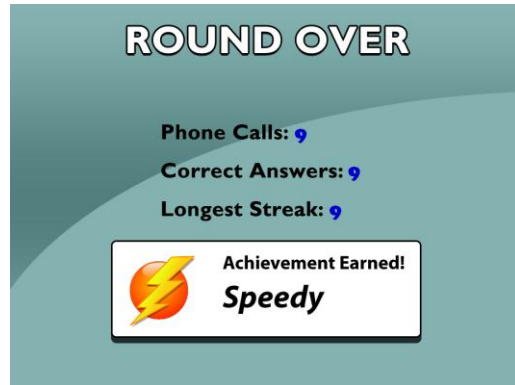 ROUND OVER
Phone Calls: 9
Correct Answers: 9
Longest Streak: 9
Achievement Earned!
Speedy